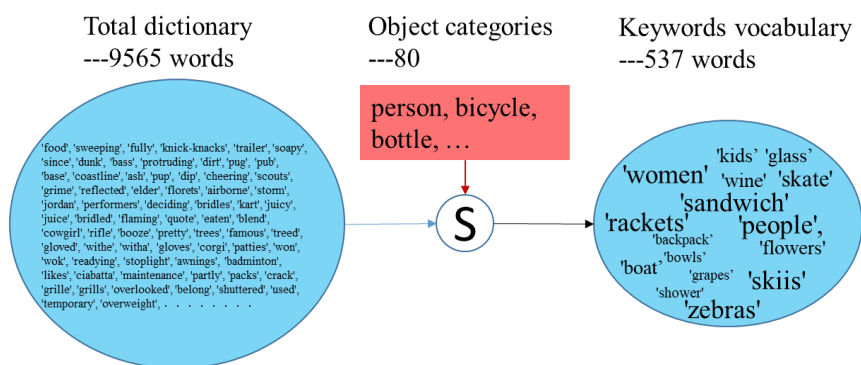 Total dictionary
---9565 words
Object categories
---80
Keywords vocabulary
---537 words
person, bicycle,
bottle, …
'food', 'sweeping', 'fully', 'knick-knacks', 'trailer', 'soapy',
'since', 'dunk', 'bass', 'protruding', 'dirt', 'pug', 'pub',
'base', 'coastline', 'ash', 'pup', 'dip', 'cheering', 'scouts',
'grime', 'reflected', 'elder', 'florets', 'airborne', 'storm',
'jordan', 'performers', 'deciding', 'bridles', 'kart', 'juicy',
'juice', 'bridled', 'flaming', 'quote', 'eaten', 'blend',
'cowgirl', 'rifle', 'booze', 'pretty', 'trees', 'famous', 'treed',
'gloved', 'withe', 'witha', 'gloves', 'corgi', 'patties', 'won',
'wok', 'readying', 'stoplight', 'awnings', 'badminton',
'likes', 'ciabatta', 'maintenance', 'partly', 'packs', 'crack',
'grille', 'grills', 'overlooked', 'belong', 'shuttered', 'used',
'temporary', 'overweight', . . . . . . . .
S
'kids' 'glass'
'women' 'wine' 'skate'
'sandwich'
'rackets' 'people',
'backpack' 'flowers'
'bowls'
'boat' 'grapes' 'skiis'
'shower'
'zebras'